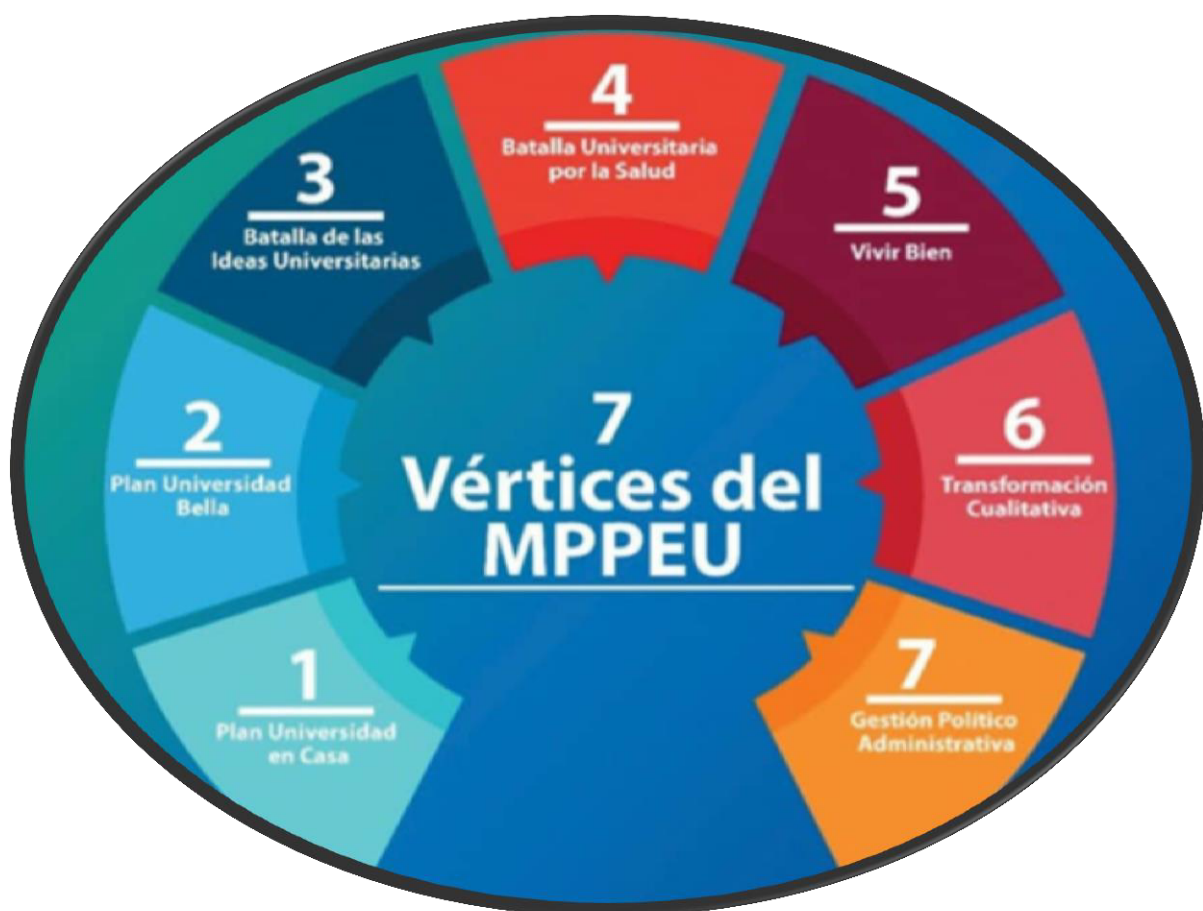 4
Batalla Universitaria
por la Salud
3
Batalla de las
Ideas Universitarias
5
Vivir Bien
2
Plan Universidad
Bella
7
Vértices del
MPPEU
6
Transformación
Cualitativa
1
Plan Universidad
en Casa
7
Gestión Político
Administrativa